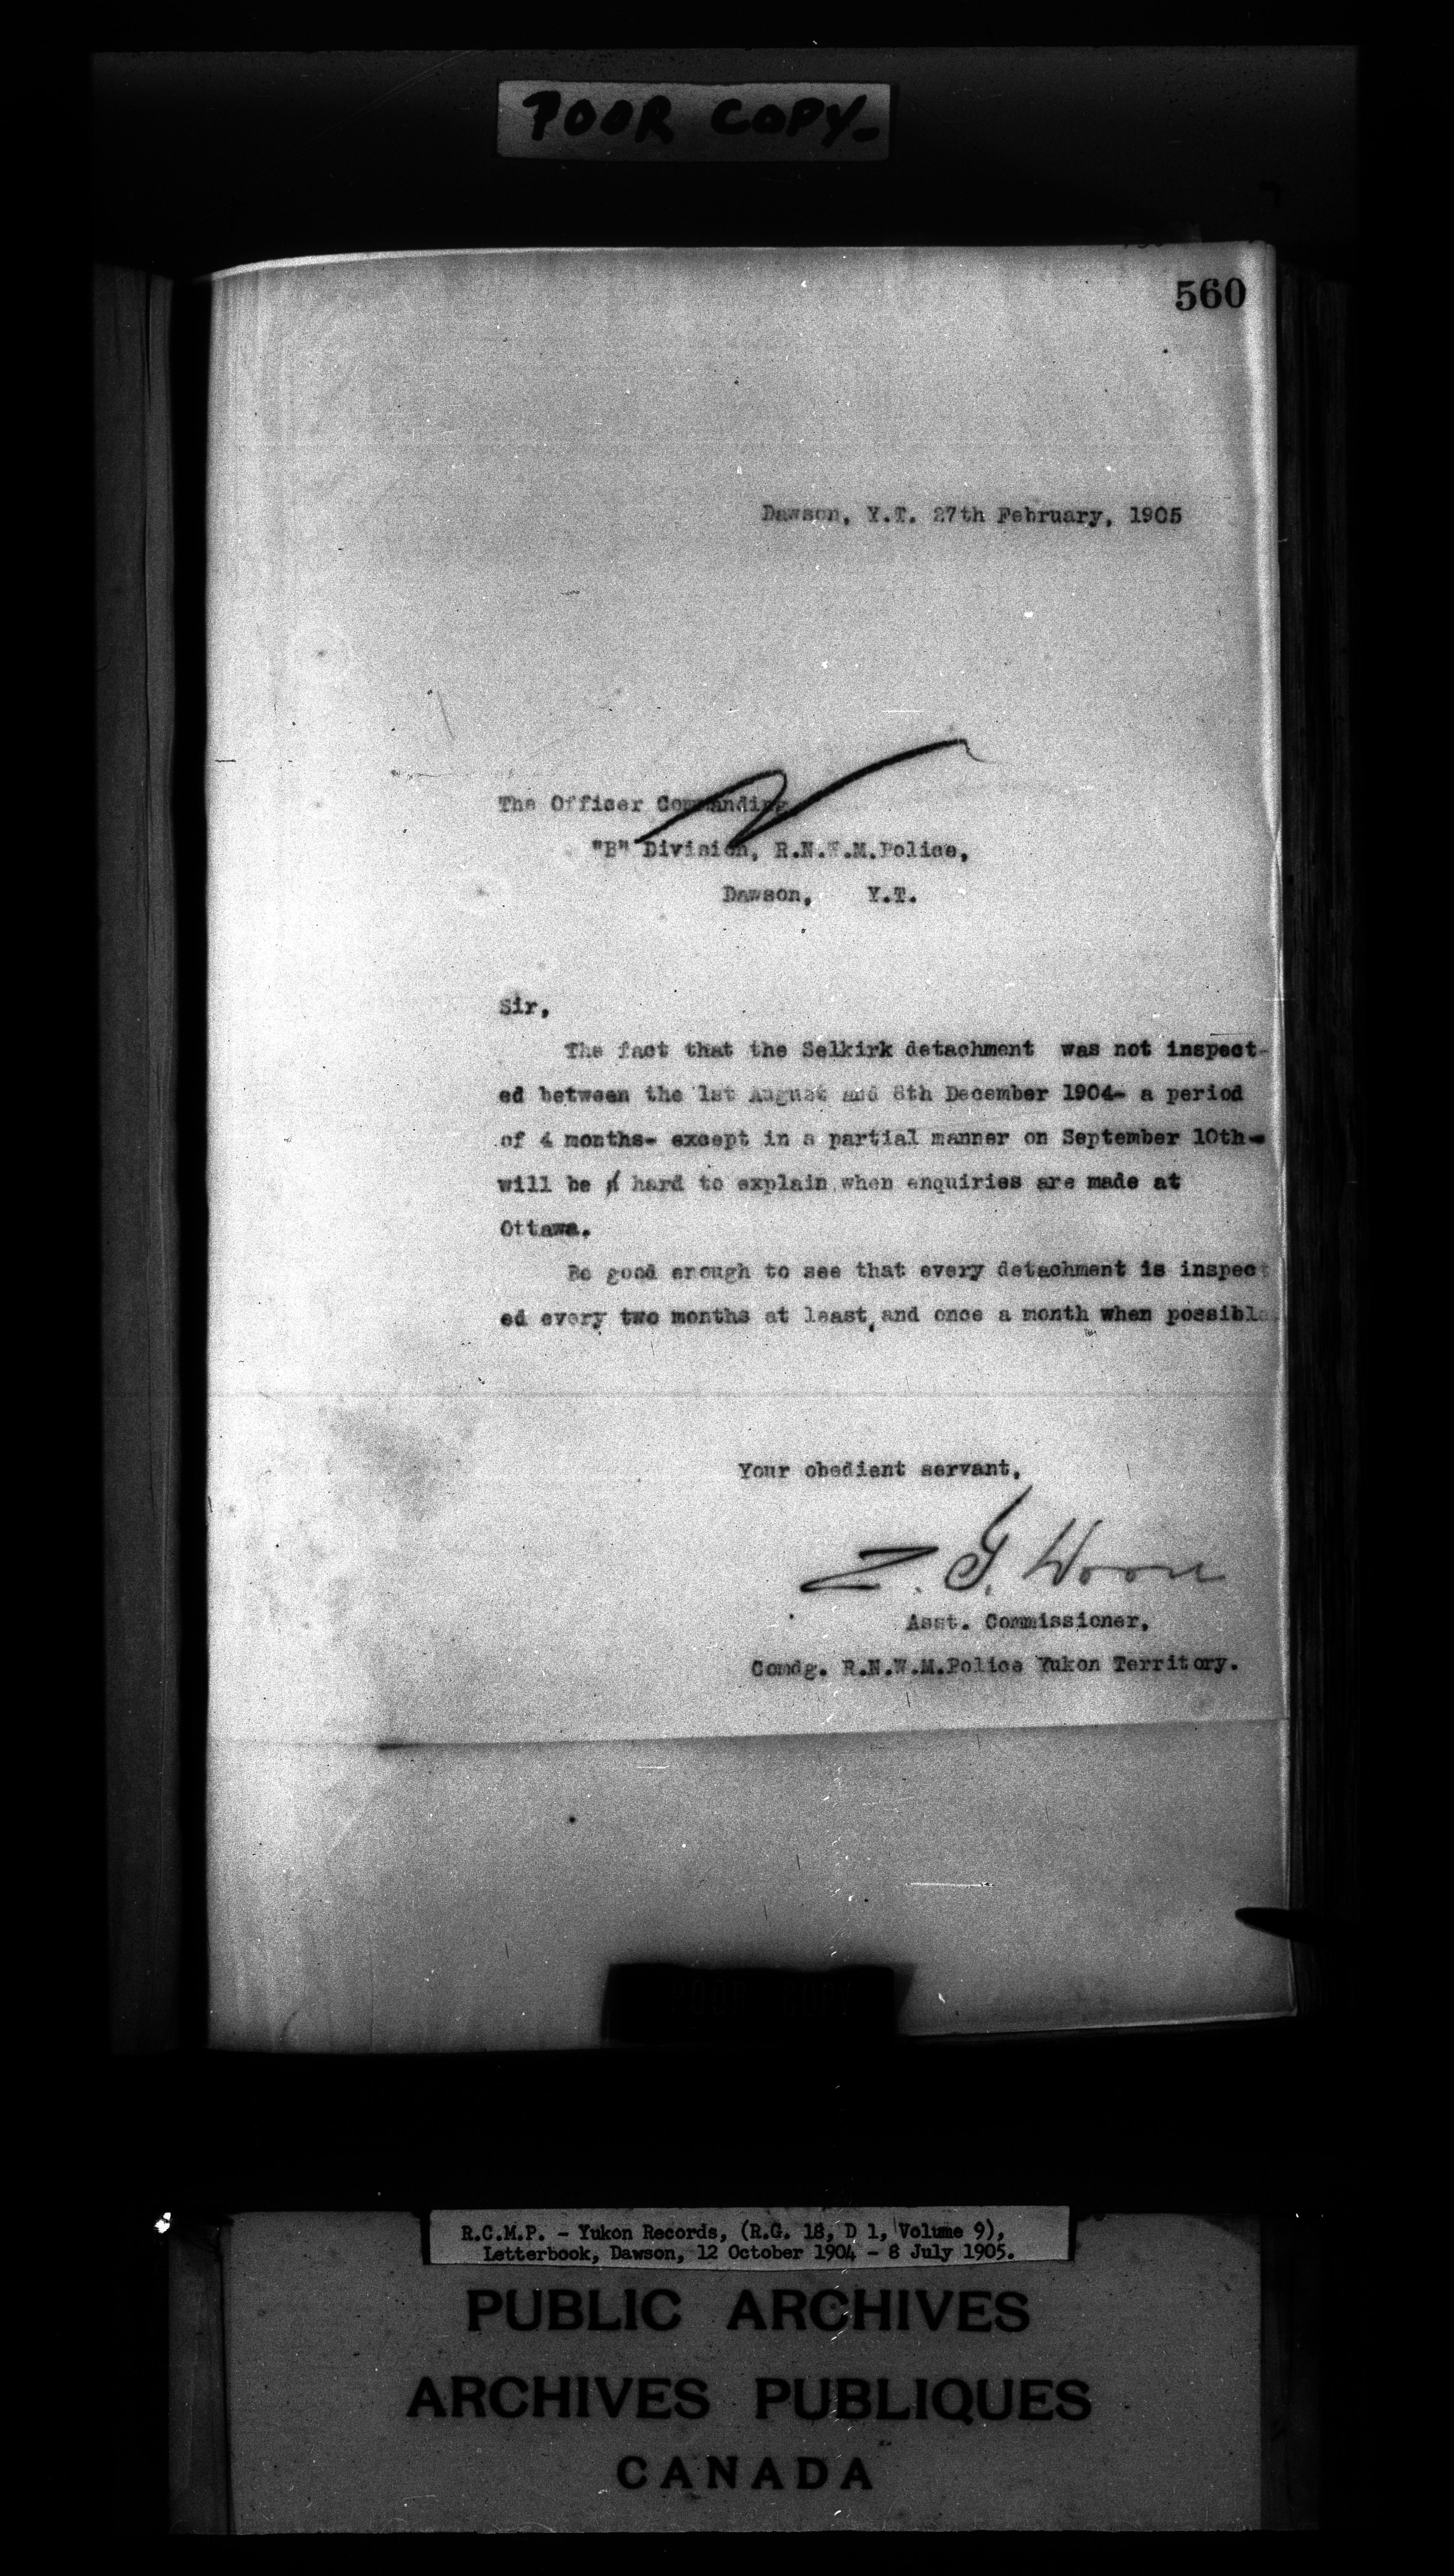 POOR COPY-
560
Dawson, Y.T. 27th February, 1905
The Officer Commanding
"B" Division, R.N.W.M.Police,
Dawson, Y.T.
Sir,
The fact that the Selkirk detachment was not inspect-
ed between the 1st August and 8th December 1904- a period
of 4 months- except in a partial manner on September 10th-
will be hard to explain when enquiries are made at
Ottawa.
Be good enough to see that every detachment is inspect
ed every two months at least, and once a month when possible
Your obedient servant,
Z. T. Wood
Asst. Commissioner,
Comdg. R.N.W.M.Police Yukon Territory.
POOR COPY
R.C.M.P. - Yukon Records, (R.G. 18, D 1, Volume 9),
Letterbook, Dawson, 12 October 1904 - 8 July 1905.
PUBLIC ARCHIVES
ARCHIVES PUBLIQUES
CANADA